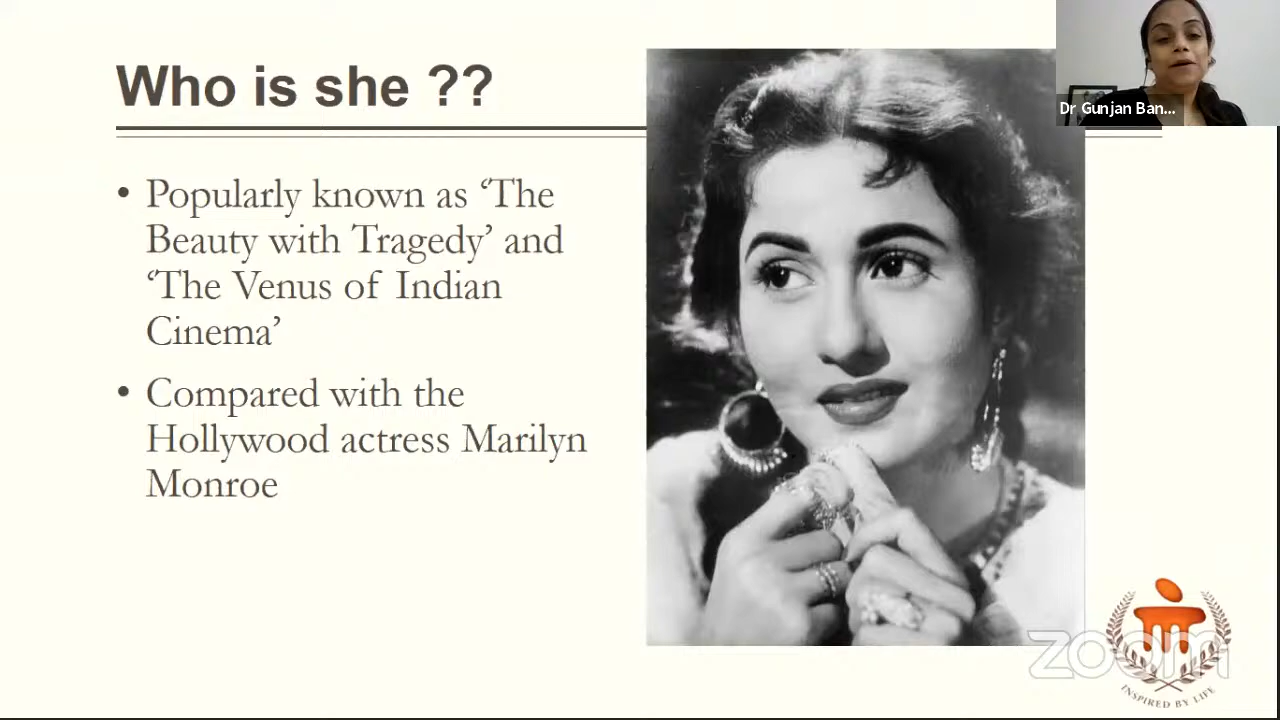 Who is she ??
• Popularly known as ‘The
Beauty with Tragedy’ and
‘The Venus of Indian
Cinema’
• Compared with the
Hollywood actress Marilyn
Monroe
Dr Gunjan Ban...
zoom
INSPIRED BY LIFE